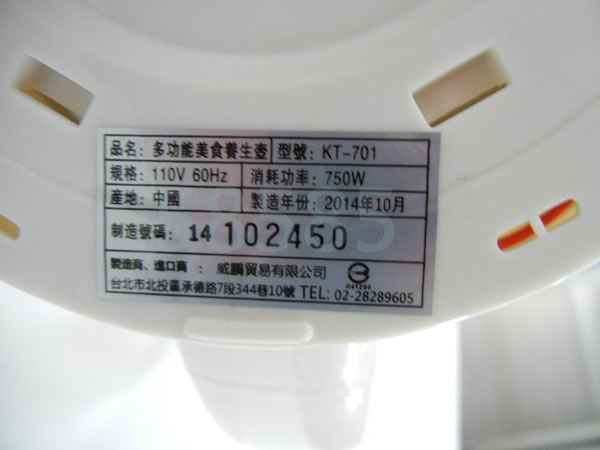 品名: 多功能美食養生壺 型號: KT-701
規格: 110V 60Hz 消耗功率: 750W
產地: 中國 製造年份: 2014年10月
制造號碼: 14 102450
製造商、進口商: 威鵬貿易有限公司
台北市北投區承德路7段344巷10號 TEL: 02-28289605